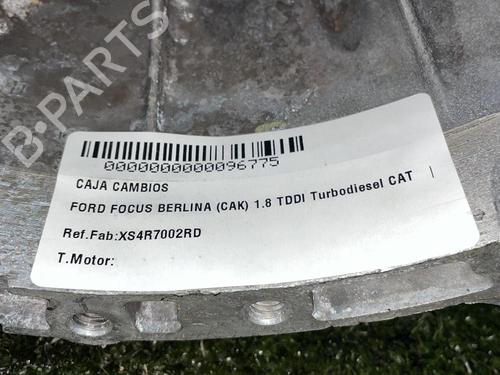 B-PARTS
0000000000096775
CAJA CAMBIOS
FORD FOCUS BERLINA (CAK) 1.8 TDDI Turbodiesel CAT
Ref.Fab:XS4R7002RD
T.Motor: